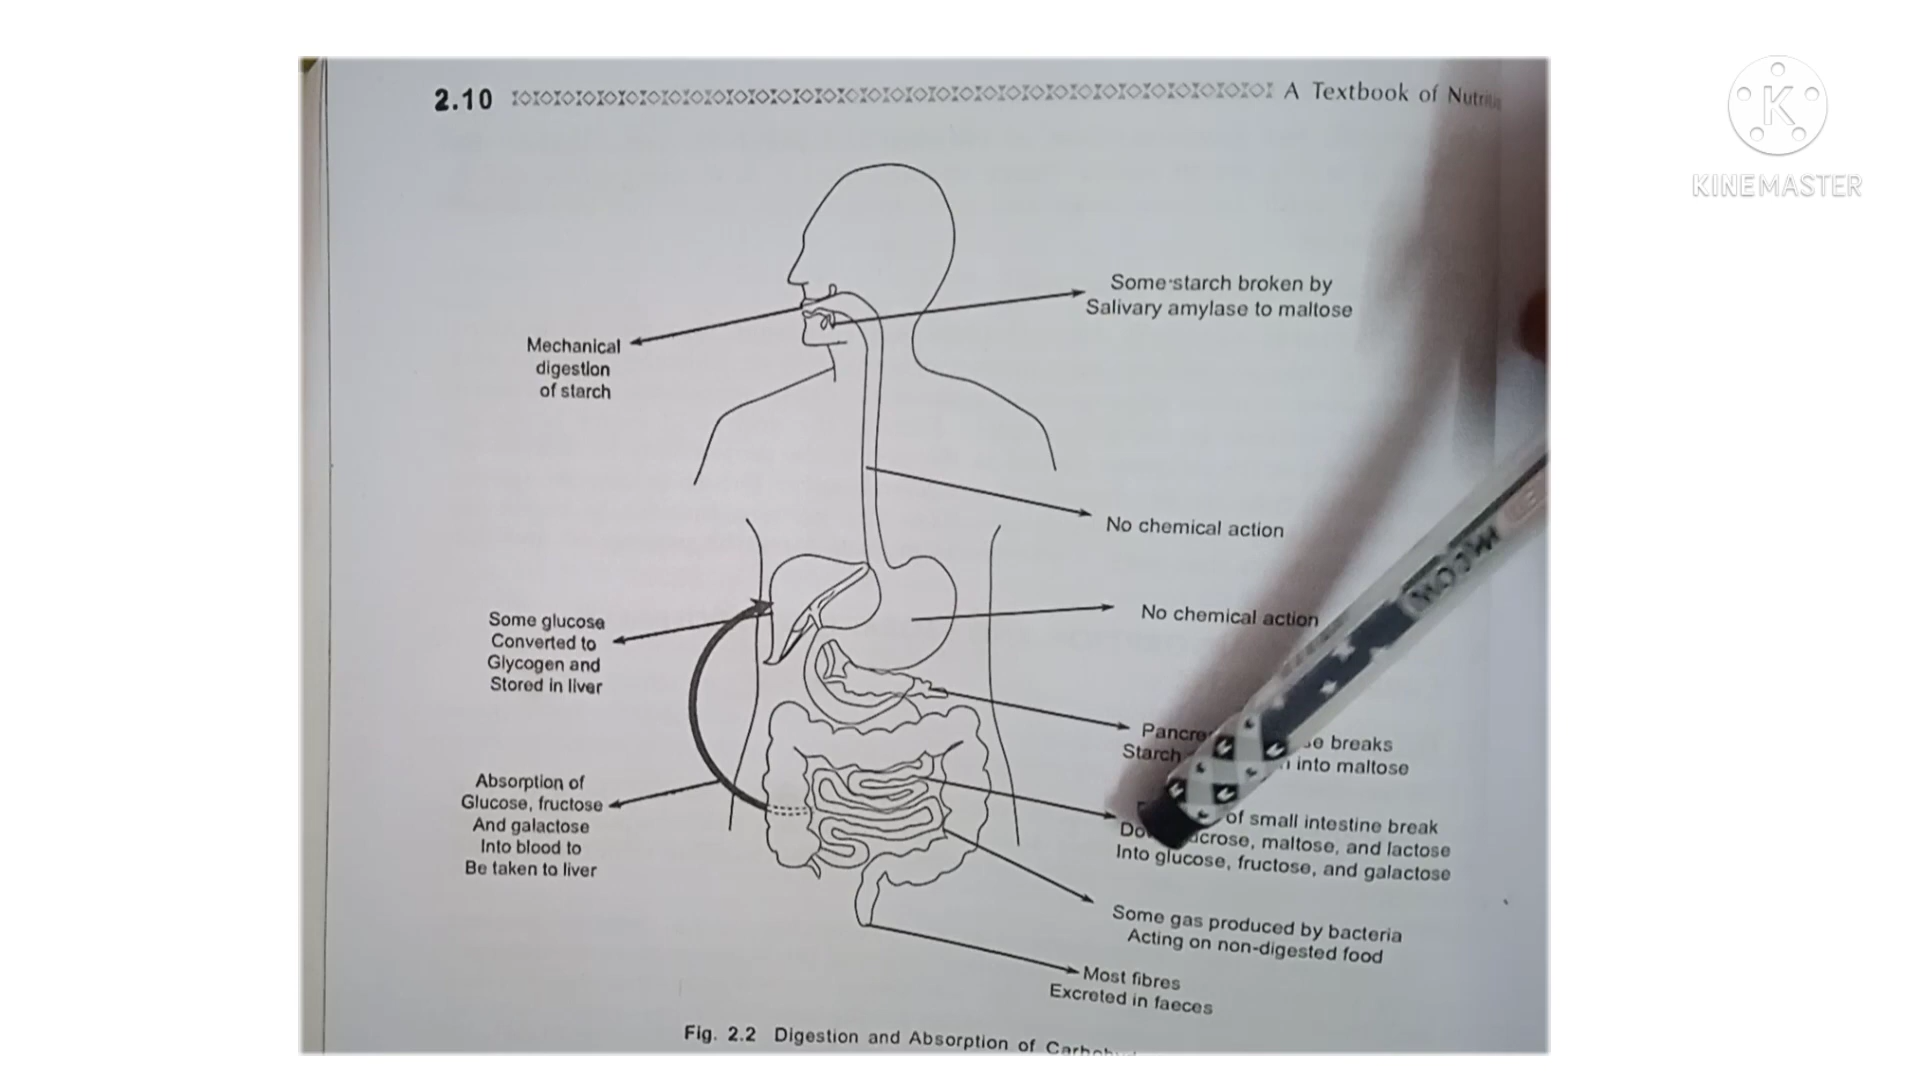 2.10 A Textbook of
K
KINEMASTER
Some starch broken by
Salivary amylase to maltose
Mechanical
digestion
of starch
No chemical action
No chemical action
Some glucose
Converted to
Glycogen and
Stored in liver
breaks
Starch into maltose
of small intestine break
maltose, and lactose
Into glucose, fructose, and galactose
Absorption of
Glucose, fructose
And galactose
Into blood to
Be taken to liver
Some gas produced by bacteria
Acting on non-digested food
Most fibres
Excreted in faeces
Fig. 2.2 Digestion and Absorption of